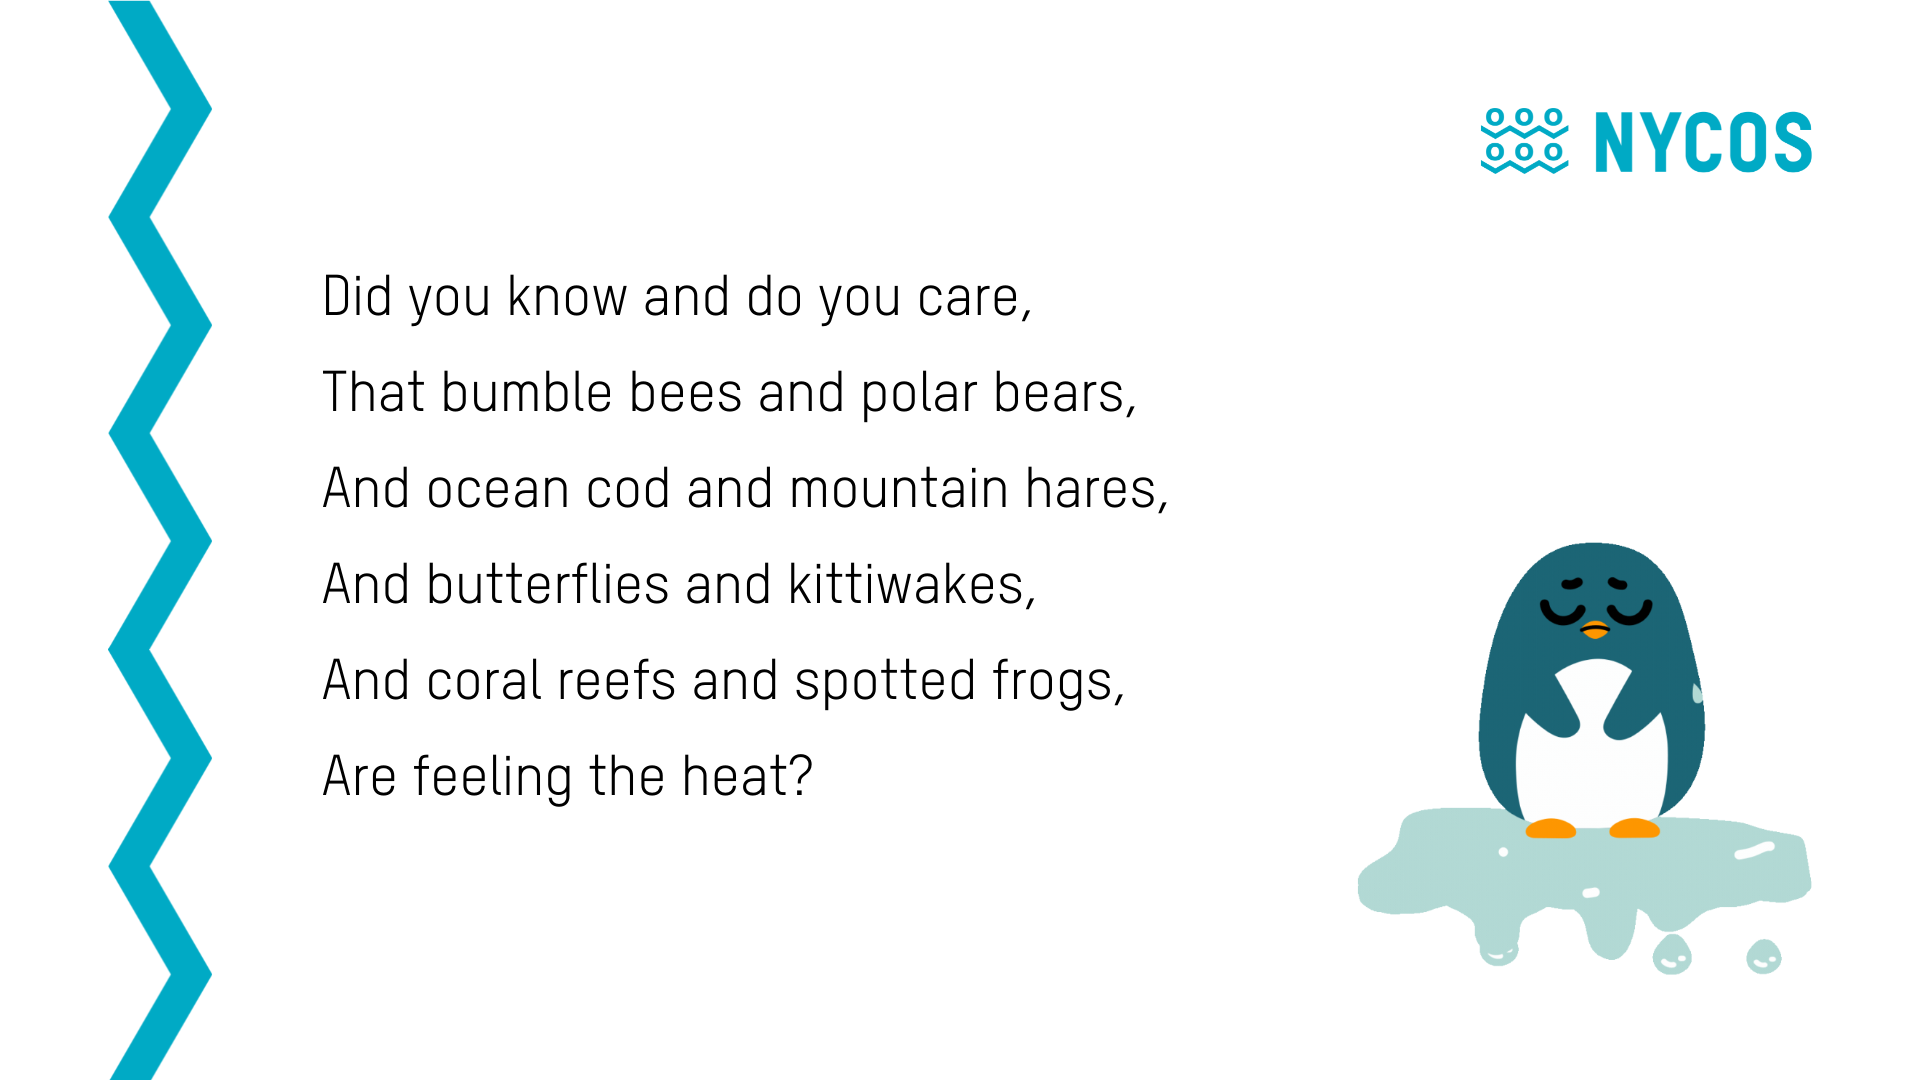 NYCOS
Did you know and do you care,
That bumble bees and polar bears,
And ocean cod and mountain hares,
And butterflies and kittiwakes,
And coral reefs and spotted frogs,
Are feeling the heat?